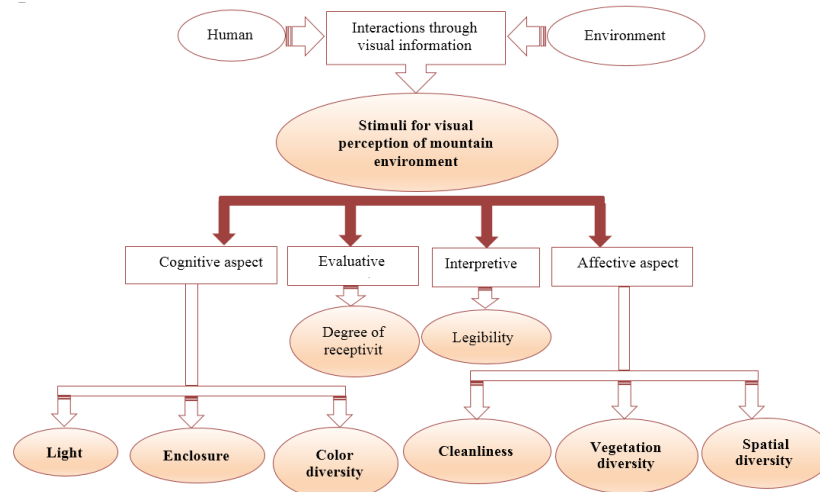 Human
Interactions through
visual information
Environment
Stimuli for visual
perception of mountain
environment
Cognitive aspect
Evaluative
Interpretive
Affective aspect
Degree of
receptivit
Legibility
Light
Enclosure
Color
diversity
Cleanliness
Vegetation
diversity
Spatial
diversity